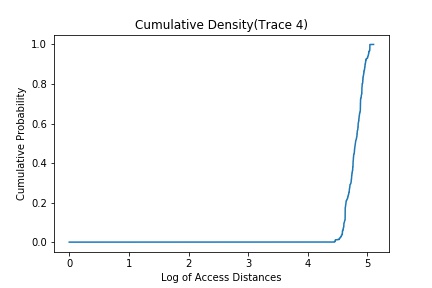 Cumulative Density(Trace 4)
1.0
0.8
0.6
0.4
0.2
0.0
Cumulative Probability
0 1 2 3 4 5
Log of Access Distances